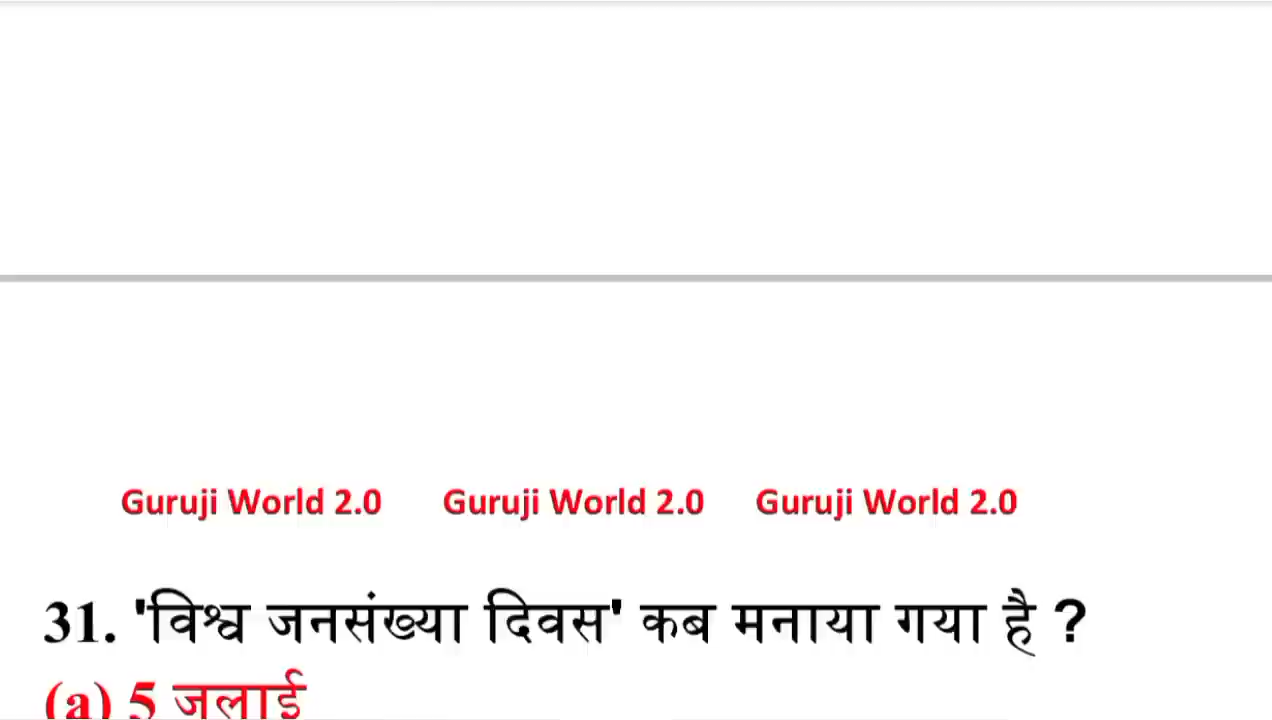 Guruji World 2.0 Guruji World 2.0 Guruji World 2.0
31. 'विश्व जनसंख्या दिवस' कब मनाया गया है ?
(a) 5 जुलाई